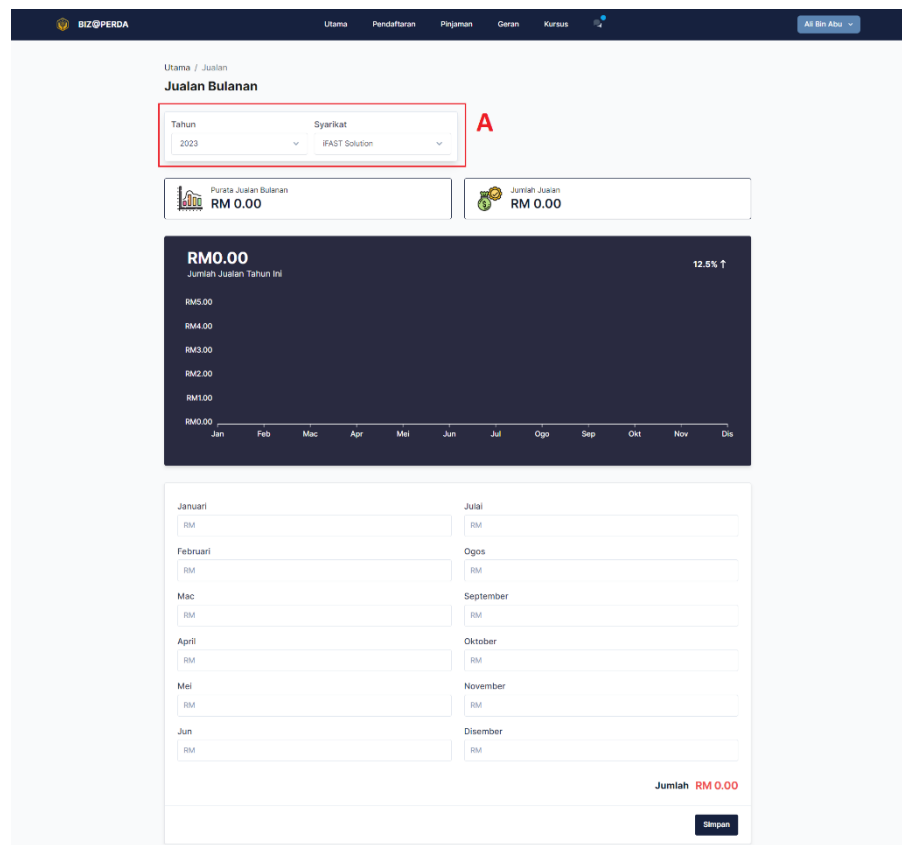 BIZ@PERDA
Utama Pendaftaran Pinjaman Geran Kursus
Ali Bin Abu
Utama / Jualan
Jualan Bulanan
A
Tahun Syarikat
2023 iFAST Solution
Purata Jualan Bulanan
RM 0.00
Jumlah Jualan
RM 0.00
RM0.00
Jumlah Jualan Tahun Ini
12.5% ↑
RM5.00
RM4.00
RM3.00
RM2.00
RM1.00
RM0.00
Jan Feb Mac Apr Mei Jun Jul Ogo Sep Okt Nov Dis
Januari Julai
RM RM
Februari Ogos
RM RM
Mac September
RM RM
April Oktober
RM RM
Mei November
RM RM
Jun Disember
RM RM
Jumlah RM 0.00
Simpan